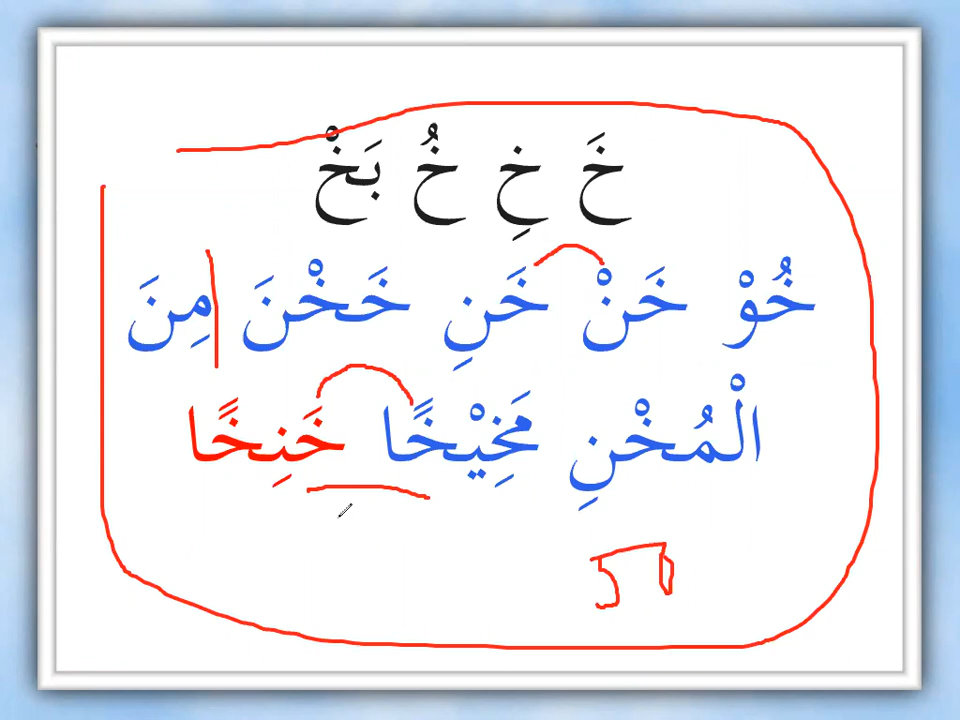 خَ خِ خُ بَخْ
خُوْ خَنْ خَنِ خَخْنَ مِنَ
الْمُخْنِ مَخِيْخًا خَنِخًا